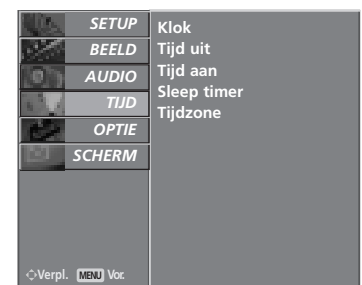 SETUP
BEELD
AUDIO
TIJD
OPTIE
SCHERM
Klok
Tijd uit
Tijd aan
Sleep timer
Tijdzone
Verpl. MENU Vor.